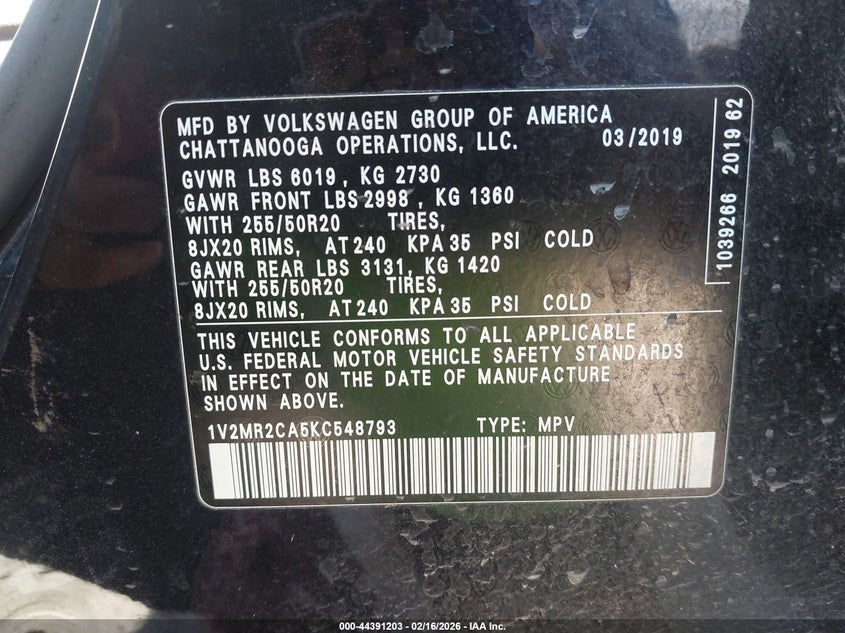 MFD BY VOLKSWAGEN GROUP OF AMERICA
CHATTANOOGA OPERATIONS, LLC. 03/2019
GVWR LBS 6019, KG 2730
GAWR FRONT LBS 2998, KG 1360
WITH 255/50R20 TIRES,
8JX20 RIMS, AT 240 KPA 35 PSI COLD
GAWR REAR LBS 3131, KG 1420
WITH 255/50R20 TIRES,
8JX20 RIMS, AT 240 KPA 35 PSI COLD
THIS VEHICLE CONFORMS TO ALL APPLICABLE
U.S. FEDERAL MOTOR VEHICLE SAFETY STANDARDS
IN EFFECT ON THE DATE OF MANUFACTURE
SHOWN ABOVE.
1V2MR2CA5KC548793 TYPE: MPV
1039266 2019 62
000-44391203 - 02/16/2026 - IAA Inc.